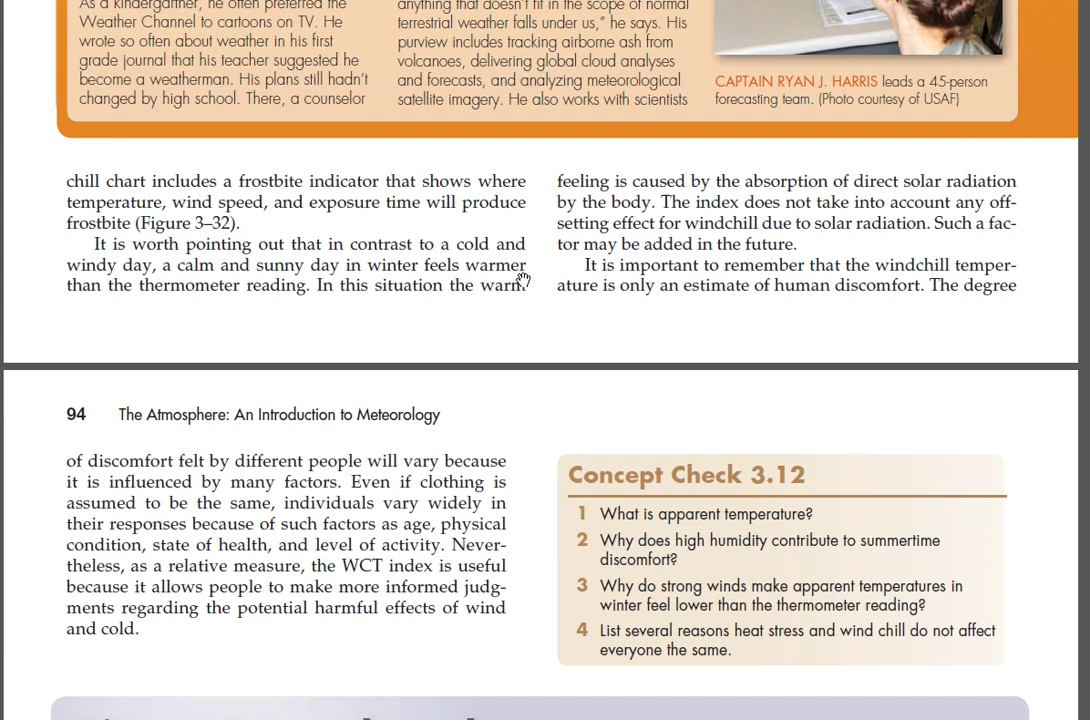 As a kindergartner, he often preferred the
Weather Channel to cartoons on TV. He
wrote so often about weather in his first
grade journal that his teacher suggested he
become a weatherman. His plans still hadn't
changed by high school. There, a counselor
anything that doesn't fit in the scope of normal
terrestrial weather falls under us," he says. His
purview includes tracking airborne ash from
volcanoes, delivering global cloud analyses
and forecasts, and analyzing meteorological
satellite imagery. He also works with scientists
CAPTAIN RYAN J. HARRIS leads a 45-person
forecasting team. (Photo courtesy of USAF)
chill chart includes a frostbite indicator that shows where
temperature, wind speed, and exposure time will produce
frostbite (Figure 3–32).
It is worth pointing out that in contrast to a cold and
windy day, a calm and sunny day in winter feels warmer
than the thermometer reading. In this situation the warm
feeling is caused by the absorption of direct solar radiation
by the body. The index does not take into account any off-
setting effect for windchill due to solar radiation. Such a fac-
tor may be added in the future.
It is important to remember that the windchill temper-
ature is only an estimate of human discomfort. The degree
94 The Atmosphere: An Introduction to Meteorology
of discomfort felt by different people will vary because
it is influenced by many factors. Even if clothing is
assumed to be the same, individuals vary widely in
their responses because of such factors as age, physical
condition, state of health, and level of activity. Never-
theless, as a relative measure, the WCT index is useful
because it allows people to make more informed judg-
ments regarding the potential harmful effects of wind
and cold.
Concept Check 3.12
1 What is apparent temperature?
2 Why does high humidity contribute to summertime
discomfort?
3 Why do strong winds make apparent temperatures in
winter feel lower than the thermometer reading?
4 List several reasons heat stress and wind chill do not affect
everyone the same.